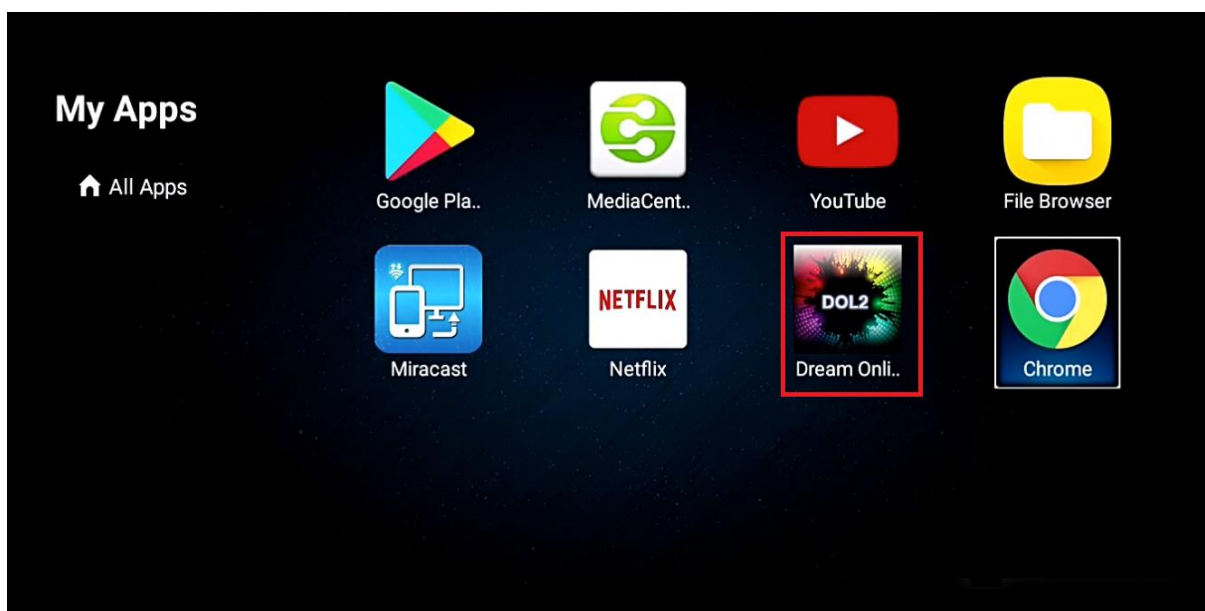 My Apps
All Apps
Google Pla..
MediaCent..
YouTube
File Browser
NETFLIX
DOL2
Miracast
Netflix
Dream Onli..
Chrome